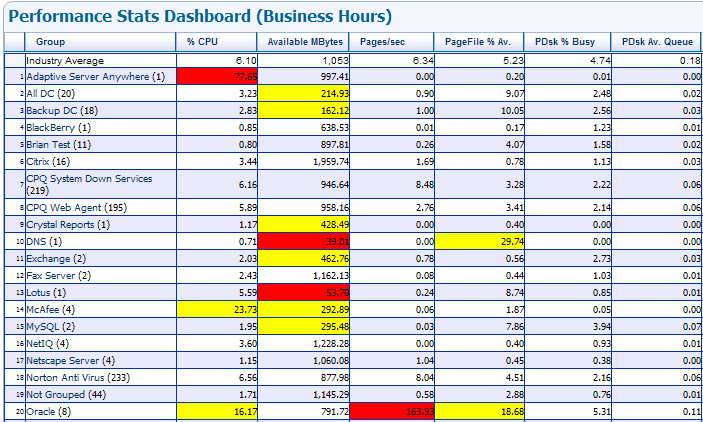 Performance Stats Dashboard (Business Hours)
Group % CPU Available MBytes Pages/sec PageFile % Av. PDsk % Busy PDsk Av. Queue
Industry Average 6.10 1,053 6.34 5.23 4.74 0.18
1 Adaptive Server Anywhere (1) 77.65 997.41 0.00 0.20 0.01 0.00
2 All DC (20) 3.23 214.93 0.90 9.07 2.48 0.02
3 Backup DC (18) 2.83 162.12 1.00 10.05 2.56 0.03
4 BlackBerry (1) 0.85 638.53 0.01 0.17 1.23 0.01
5 Brian Test (11) 0.80 897.81 0.26 4.07 1.58 0.02
6 Citrix (16) 3.44 1,959.74 1.69 0.78 1.13 0.03
7 CPQ System Down Services (219) 6.16 946.64 8.48 3.28 2.22 0.06
8 CPQ Web Agent (195) 5.89 958.16 2.76 3.41 2.14 0.06
9 Crystal Reports (1) 1.17 428.49 0.00 0.40 0.00 0.00
10 DNS (1) 0.71 39.01 0.00 29.74 0.00 0.00
11 Exchange (2) 2.03 462.76 0.78 0.56 2.73 0.03
12 Fax Server (2) 2.43 1,162.13 0.08 0.44 1.03 0.01
13 Lotus (1) 5.59 53.70 0.24 8.74 0.85 0.01
14 McAfee (4) 23.73 292.89 0.06 1.87 0.05 0.00
15 MySQL (2) 1.95 295.48 0.03 7.86 3.94 0.07
16 NetIQ (4) 3.60 1,228.28 0.00 0.40 0.93 0.01
17 Netscape Server (4) 1.15 1,060.08 1.04 0.45 0.38 0.00
18 Norton Anti Virus (233) 6.56 877.98 8.04 4.51 2.16 0.06
19 Not Grouped (44) 1.71 1,145.29 0.58 2.88 0.76 0.01
20 Oracle (8) 16.17 791.72 163.93 18.68 5.31 0.11